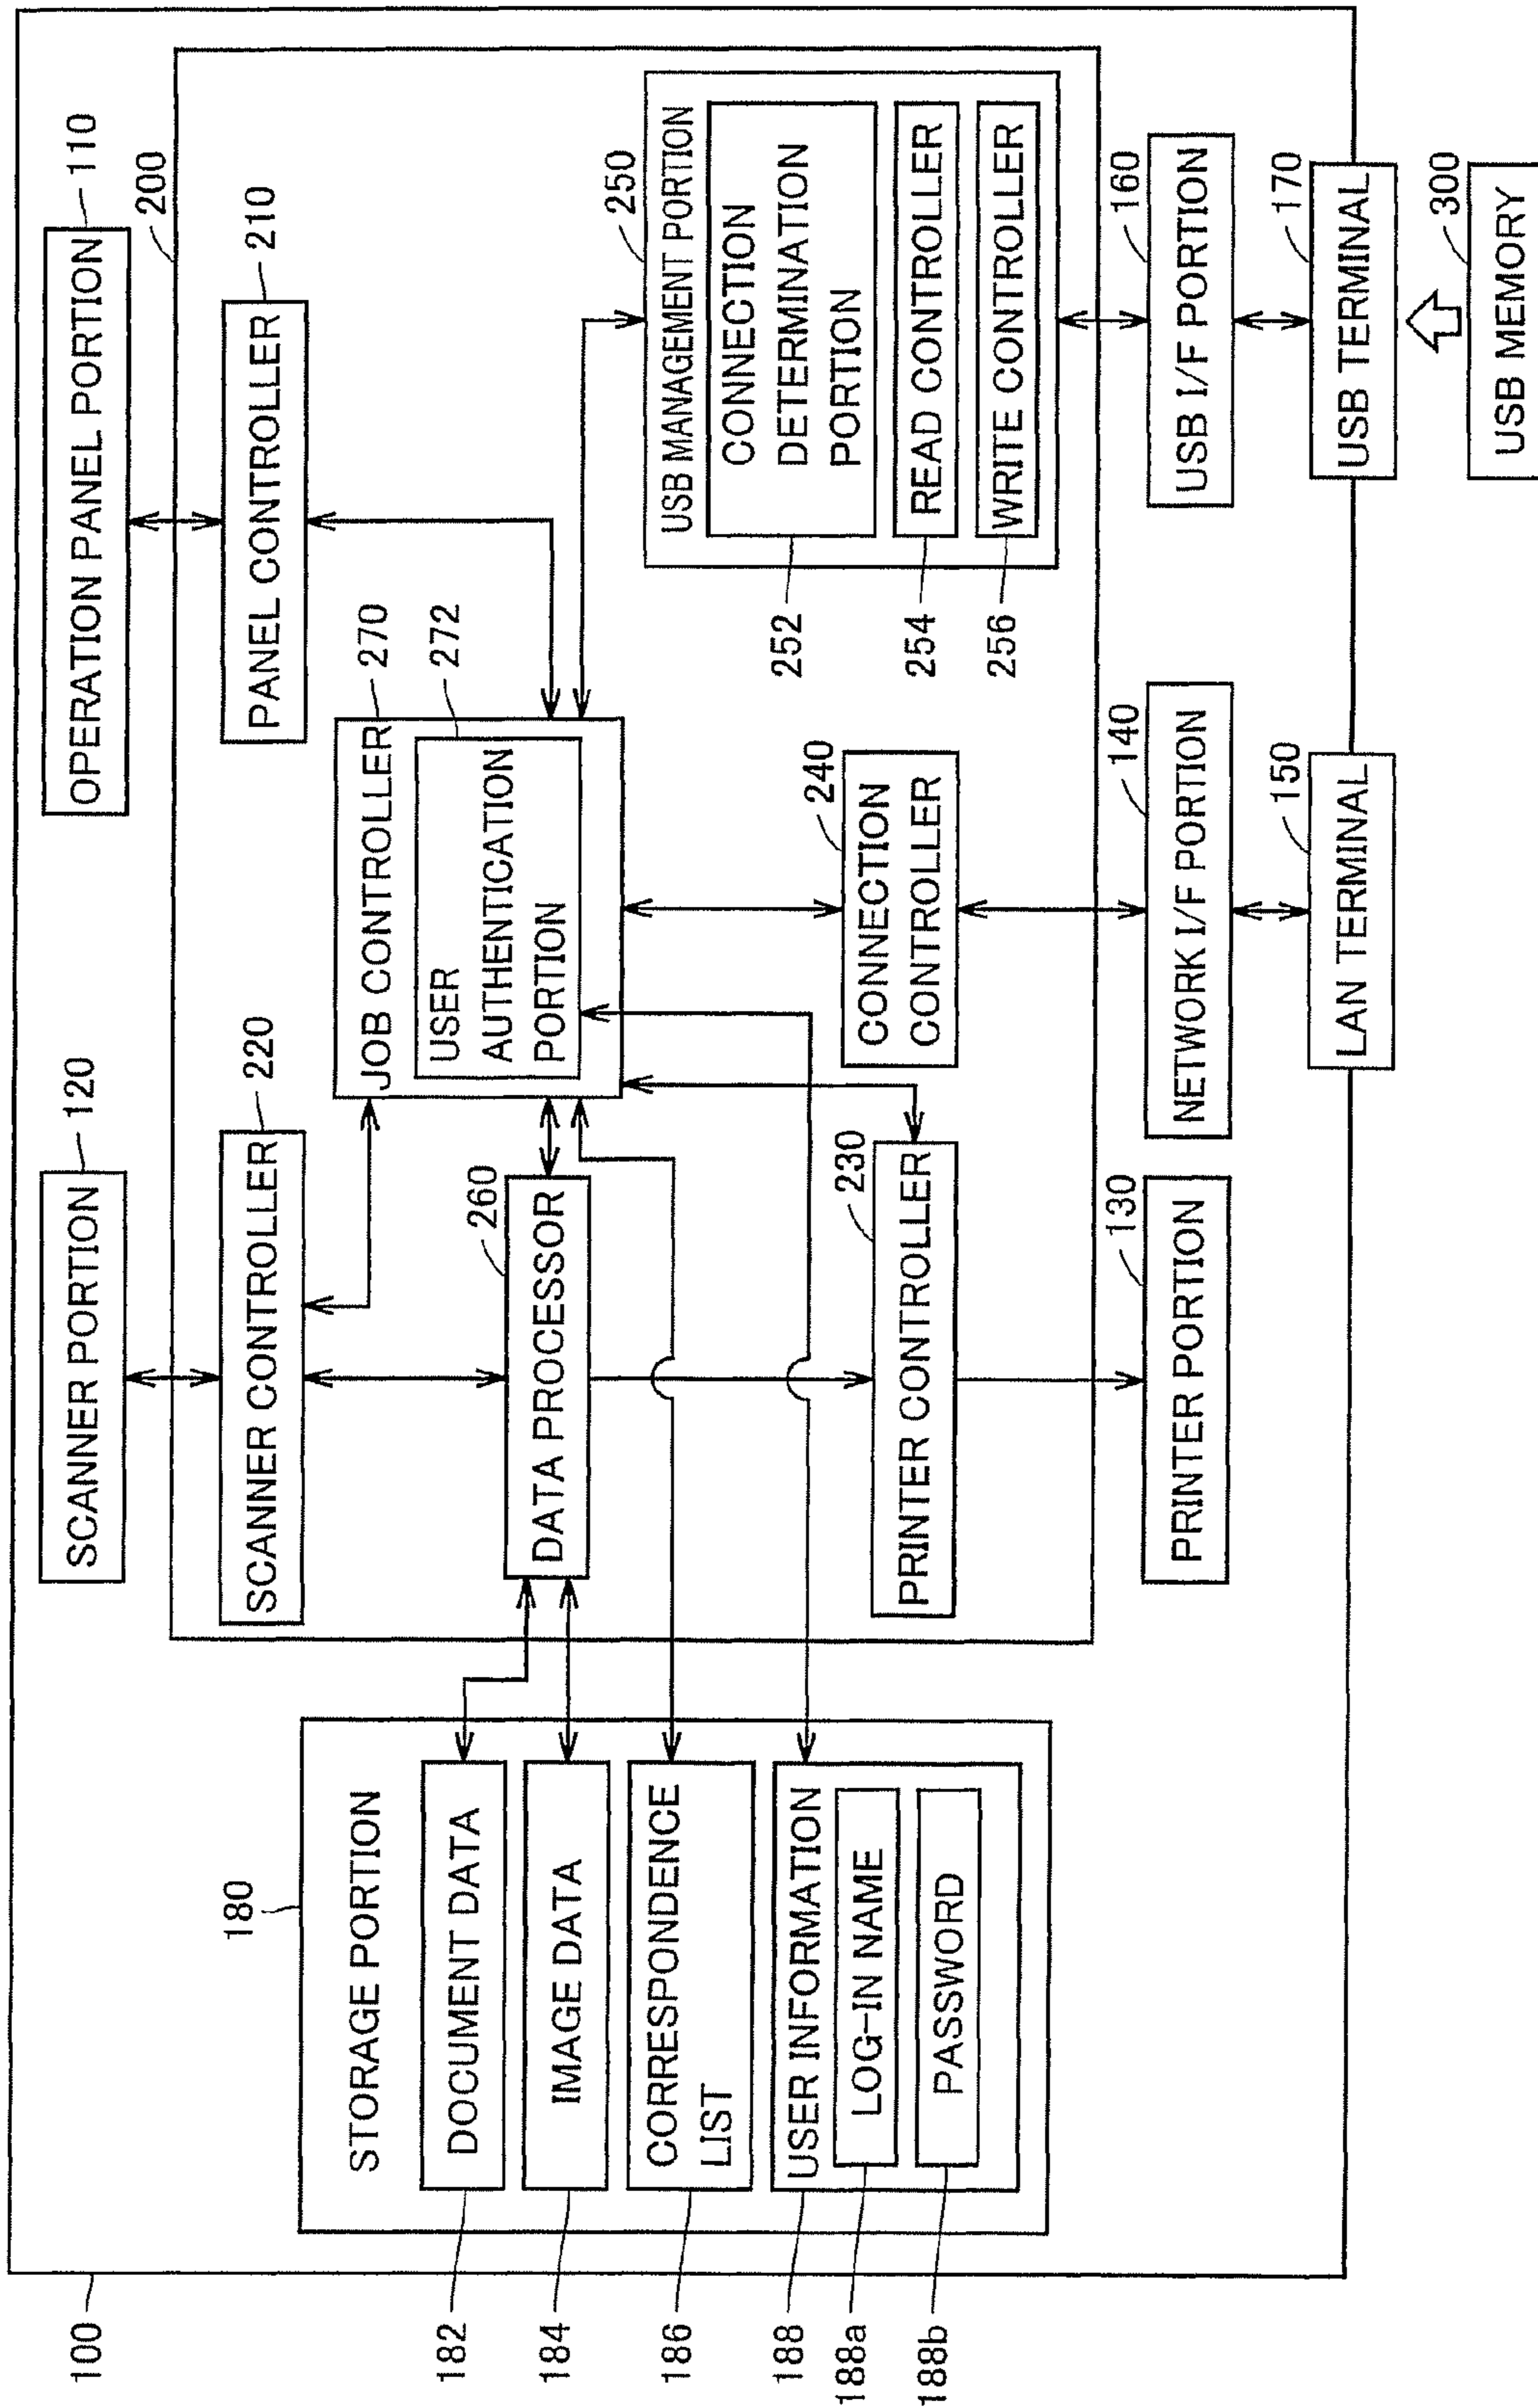 100
180
STORAGE PORTION
182
DOCUMENT DATA
184
IMAGE DATA
186
CORRESPONDENCE
LIST
188
USER INFORMATION
188a
LOG-IN NAME
188b
PASSWORD
SCANNER PORTION
120
OPERATION PANEL PORTION
110
200
SCANNER CONTROLLER
220
PANEL CONTROLLER
210
JOB CONTROLLER
270
USER
AUTHENTICATION
PORTION
272
260
DATA PROCESSOR
230
PRINTER CONTROLLER
240
CONNECTION
CONTROLLER
250
USB MANAGEMENT PORTION
252
CONNECTION
DETERMINATION
PORTION
254
READ CONTROLLER
256
WRITE CONTROLLER
130
PRINTER PORTION
140
NETWORK I/F PORTION
160
USB I/F PORTION
150
LAN TERMINAL
170
USB TERMINAL
300
USB MEMORY